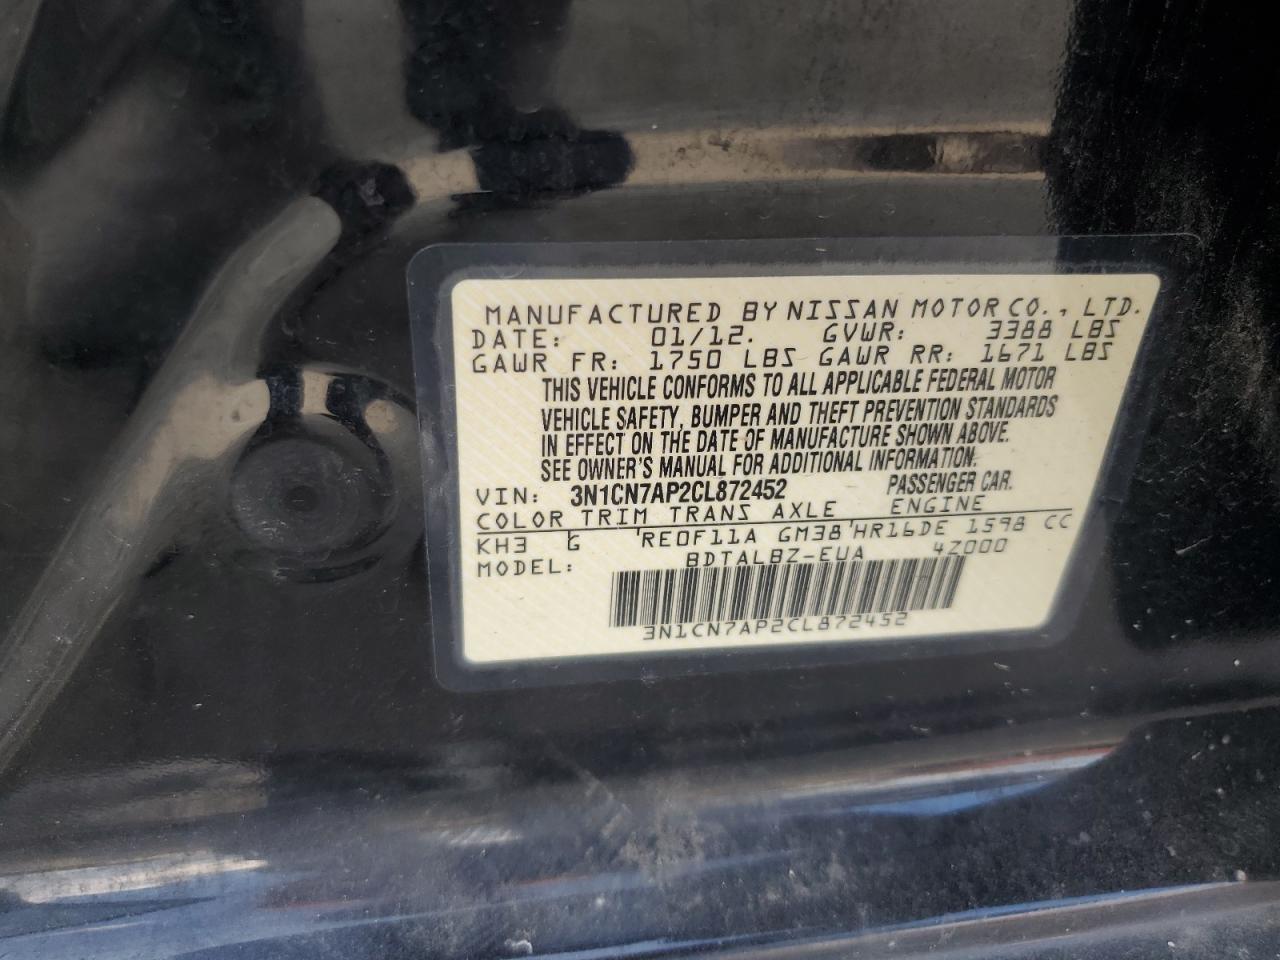 MANUFACTURED BY NISSAN MOTOR CO., LTD.
DATE: 01/12. GVWR: 3388 LBS
GAWR FR: 1750 LBS GAWR RR: 1671 LBS
THIS VEHICLE CONFORMS TO ALL APPLICABLE FEDERAL MOTOR
VEHICLE SAFETY, BUMPER AND THEFT PREVENTION STANDARDS
IN EFFECT ON THE DATE OF MANUFACTURE SHOWN ABOVE.
SEE OWNER'S MANUAL FOR ADDITIONAL INFORMATION.
VIN: 3N1CN7AP2CL872452 PASSENGER CAR.
COLOR TRIM TRANS AXLE ENGINE
KH3 G RE0F11A GM38 HR16DE 1598 CC
MODEL: BDTALBZ-EUA 4Z000
3N1CN7AP2CL872452